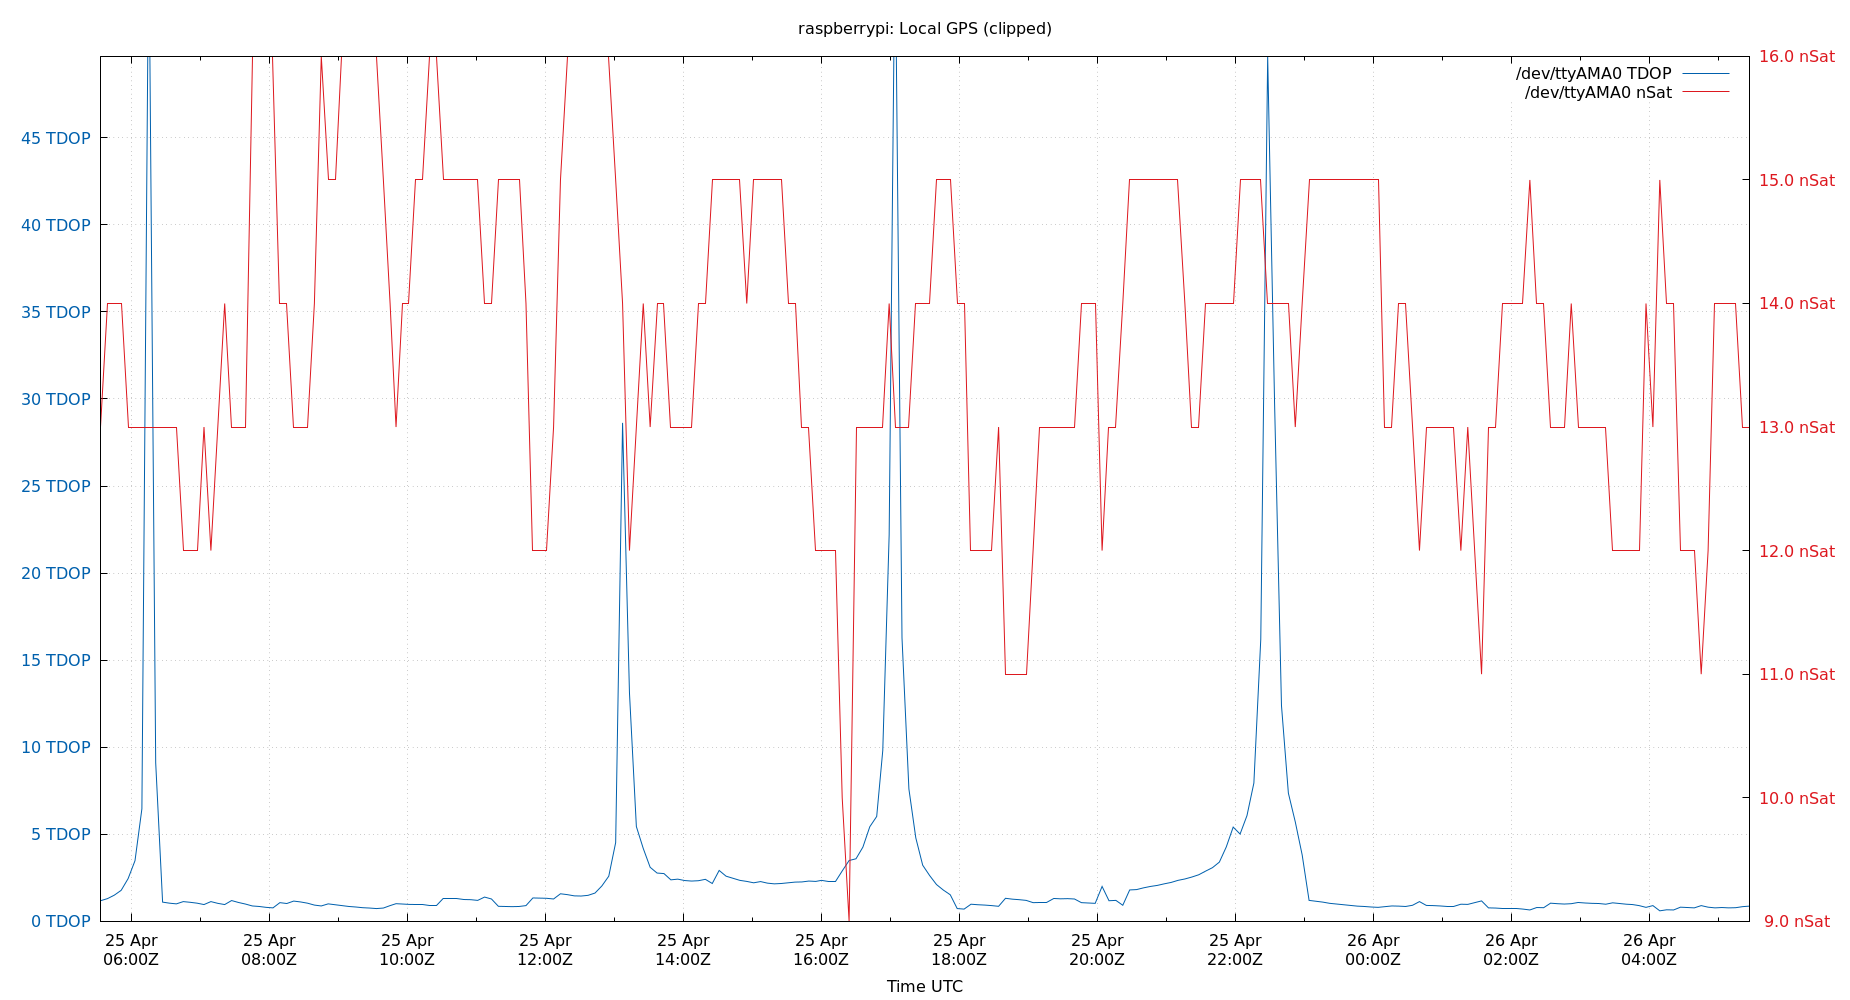 raspberrypi: Local GPS (clipped)
/dev/ttyAMA0 TDOP
/dev/ttyAMA0 nSat
45 TDOP
40 TDOP
35 TDOP
30 TDOP
25 TDOP
20 TDOP
15 TDOP
10 TDOP
5 TDOP
0 TDOP
16.0 nSat
15.0 nSat
14.0 nSat
13.0 nSat
12.0 nSat
11.0 nSat
10.0 nSat
9.0 nSat
25 Apr 25 Apr 25 Apr 25 Apr 25 Apr 25 Apr 25 Apr 25 Apr 25 Apr 26 Apr 26 Apr 26 Apr
06:00Z 08:00Z 10:00Z 12:00Z 14:00Z 16:00Z 18:00Z 20:00Z 22:00Z 00:00Z 02:00Z 04:00Z
Time UTC